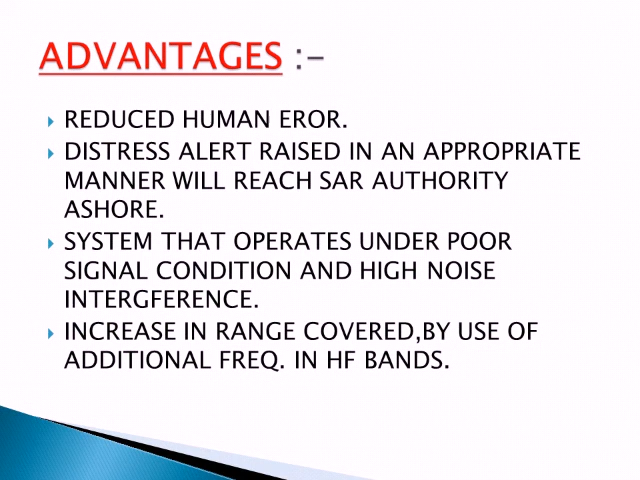 ADVANTAGES :-
REDUCED HUMAN EROR.
DISTRESS ALERT RAISED IN AN APPROPRIATE
MANNER WILL REACH SAR AUTHORITY
ASHORE.
SYSTEM THAT OPERATES UNDER POOR
SIGNAL CONDITION AND HIGH NOISE
INTERGFERENCE.
INCREASE IN RANGE COVERED,BY USE OF
ADDITIONAL FREQ. IN HF BANDS.